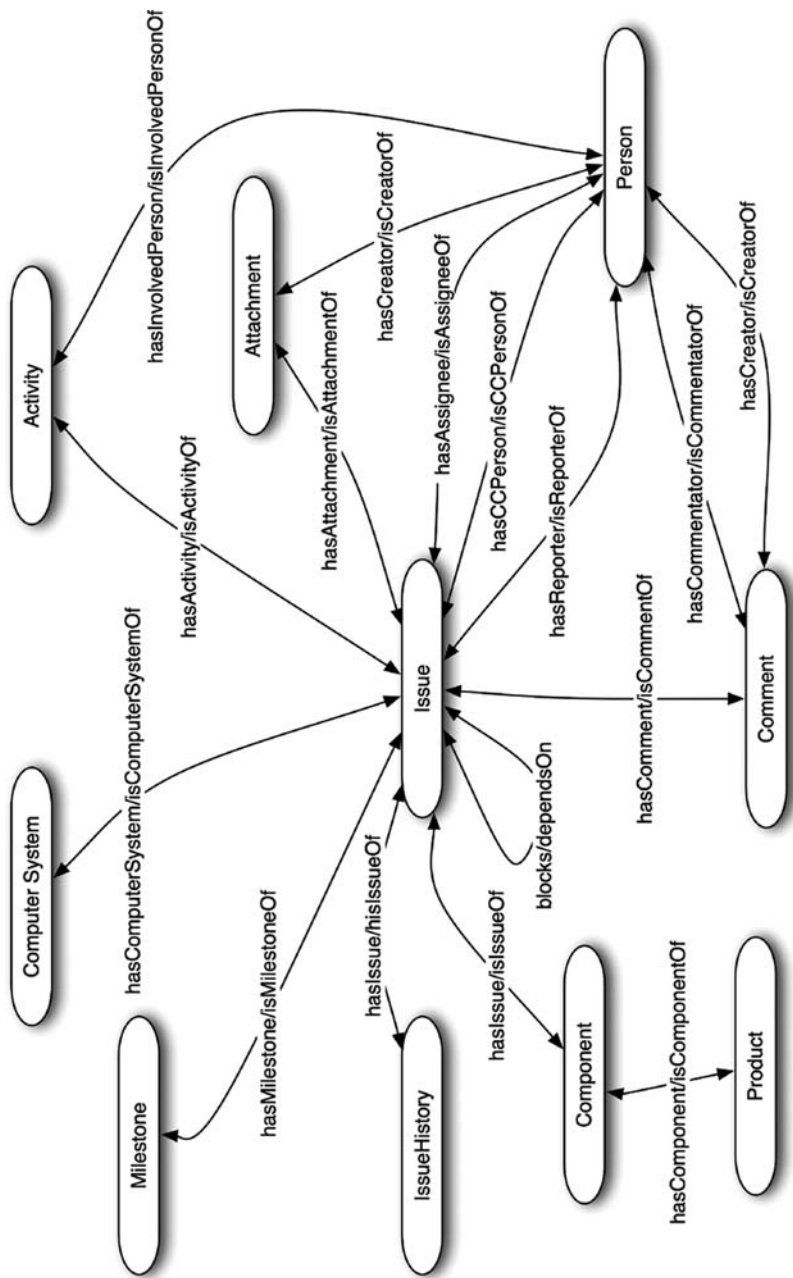 Computer System
Activity
hasComputerSystem/isComputerSystemOf
Milestone
hasInvolvedPerson/isInvolvedPersonOf
hasActivity/isActivityOf
Attachment
hasMilestone/isMilestoneOf
hasAttachment/isAttachmentOf
hasIssue/hisIssueOf
hasCreator/isCreatorOf
IssueHistory
Issue
hasAssignee/isAssigneeOf
hasIssue/isIssueOf
hasCCPerson/isCCPersonOf
blocks/dependsOn
hasReporter/isReporterOf
Component
Person
hasComment/isCommentOf
hasComponent/isComponentOf
hasCommentator/isCommentatorOf
hasCreator/isCreatorOf
Product
Comment